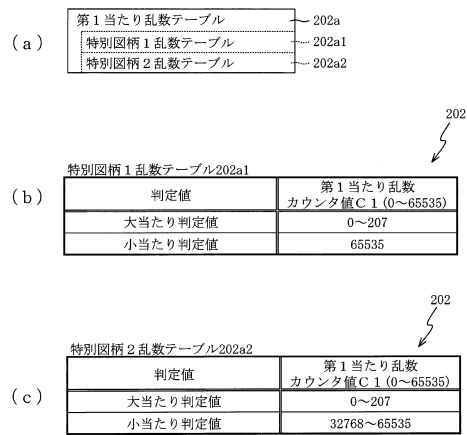 (a)
第1当たり乱数テーブル 202a
特別図柄1乱数テーブル 202a1
特別図柄2乱数テーブル 202a2
202
特別図柄1乱数テーブル202a1
(b)
判定値 第1当たり乱数
カウンタ値C1(0~65535)
大当たり判定値 0~207
小当たり判定値 65535
202
特別図柄2乱数テーブル202a2
(c)
判定値 第1当たり乱数
カウンタ値C1(0~65535)
大当たり判定値 0~207
小当たり判定値 32768~65535